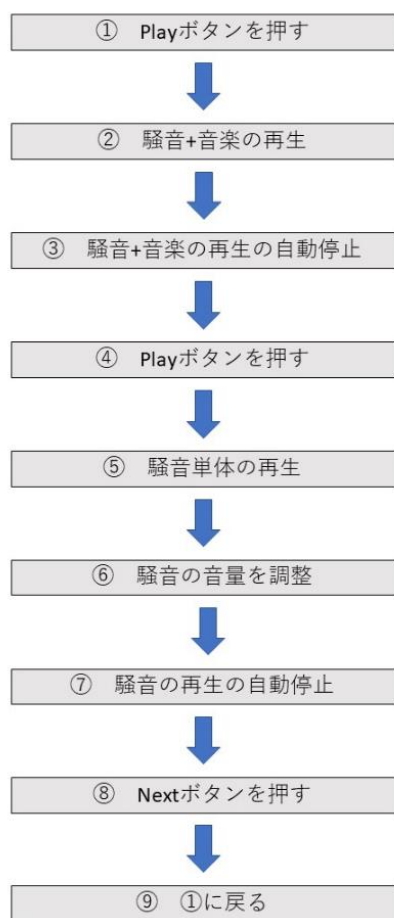 ① Playボタンを押す
② 騒音+音楽の再生
③ 騒音+音楽の再生の自動停止
④ Playボタンを押す
⑤ 騒音単体の再生
⑥ 騒音の音量を調整
⑦ 騒音の再生の自動停止
⑧ Nextボタンを押す
⑨ ①に戻る